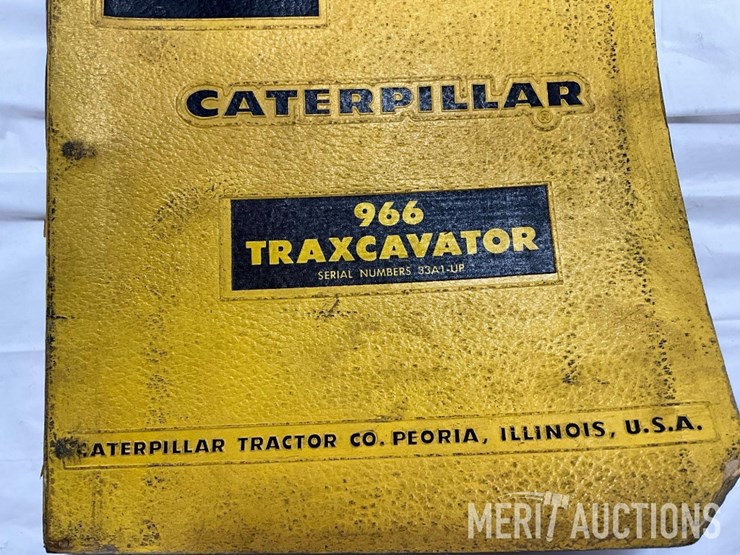 CATERPILLAR
®
966
TRAXCAVATOR
SERIAL NUMBERS 33A1-UP
CATERPILLAR TRACTOR CO. PEORIA, ILLINOIS, U.S.A.
MERIT AUCTIONS